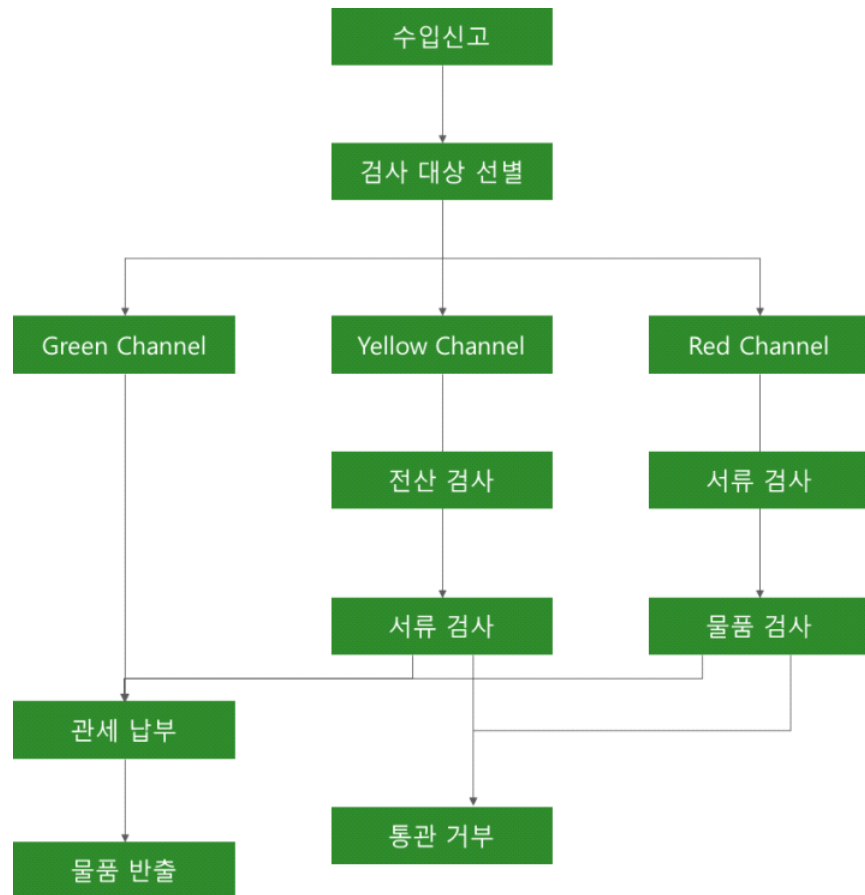 수입신고
검사 대상 선별
Green Channel
Yellow Channel
Red Channel
전산 검사
서류 검사
서류 검사
물품 검사
관세 납부
통관 거부
물품 반출